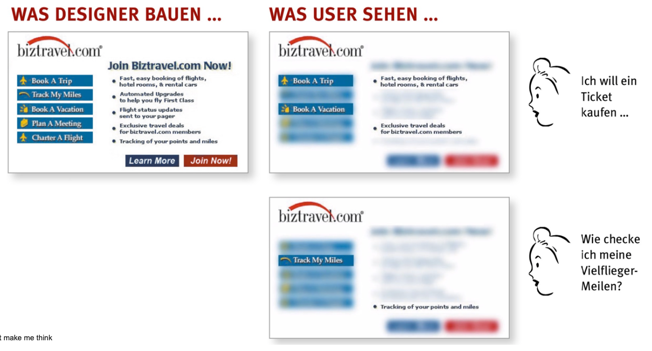 WAS DESIGNER BAUEN ...
biztravel.com®
Join Biztravel.com Now!
Book A Trip
Track My Miles
Book A Vacation
Plan A Meeting
Charter A Flight
Fast, easy booking of flights,
hotel rooms, & rental cars
Automated Upgrades
to help you fly First Class
Flight status updates
sent to your pager
Exclusive travel deals
for biztravel.com members
Tracking of your points and miles
Learn More
Join Now!
WAS USER SEHEN ...
biztravel.com®
Book A Trip
Book A Vacation
Fast, easy booking of flights,
hotel rooms, & rental cars
Exclusive travel deals
for biztravel.com members
Ich will ein
Ticket
kaufen ...
biztravel.com®
Track My Miles
Tracking of your points and miles
Wie checke
ich meine
Vielflieger-
Meilen?
t make me think